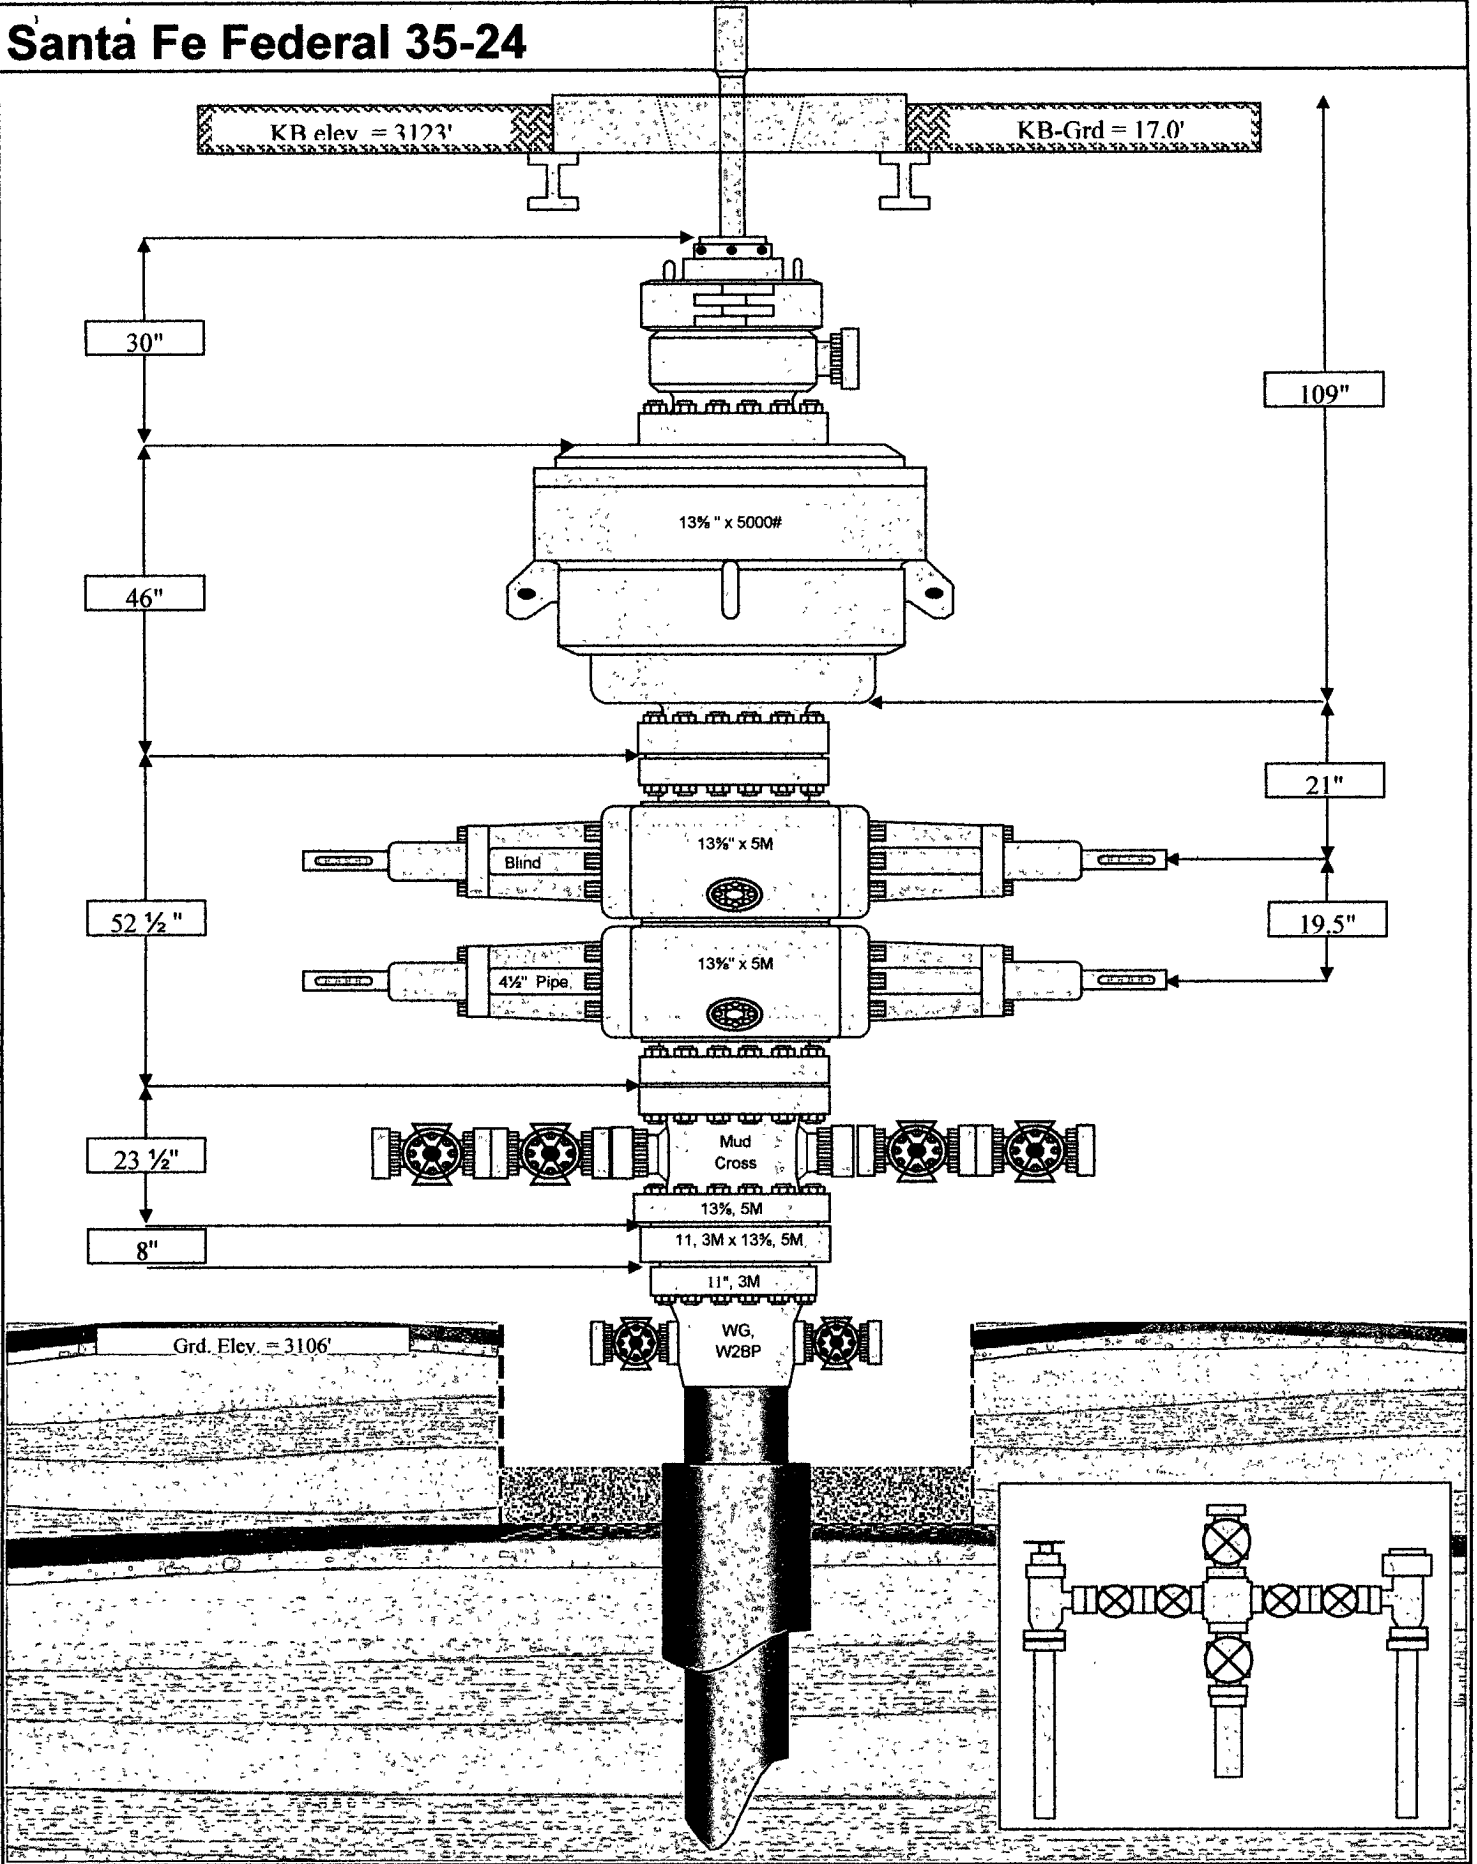 Santa Fe Federal 35-24
KB elev. = 3123'
KB-Grd = 17.0'
30"
109"
13⅝ " x 5000#
46"
21"
13⅝" x 5M
Blind
52 ½ "
19.5"
13⅝" x 5M
4½" Pipe
Mud
Cross
23 ½"
13⅝, 5M
11, 3M x 13⅝, 5M
8"
11", 3M
WG,
W2BP
Grd. Elev. = 3106'